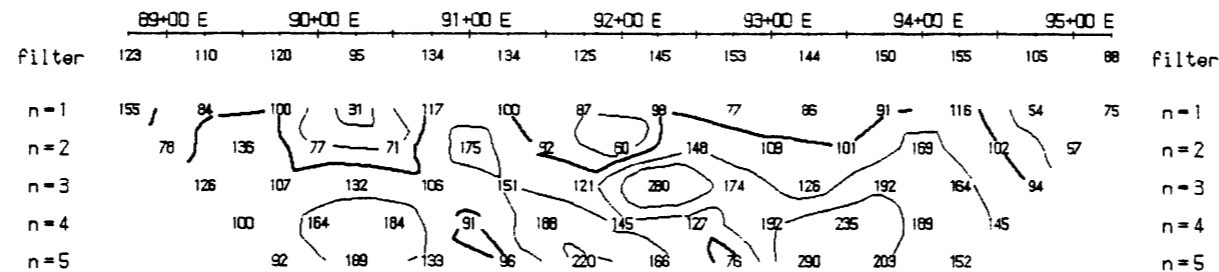 89+00 E 90+00 E 91+00 E 92+00 E 93+00 E 94+00 E 95+00 E
filter 123 110 120 95 134 134 125 145 153 144 150 155 105 88 filter
n=1 155 84 100 31 117 100 87 98 77 86 91 116 54 75 n=1
n=2 78 136 77 71 175 92 60 148 109 101 169 102 57 n=2
n=3 126 107 132 106 151 121 280 174 126 192 164 94 n=3
n=4 100 164 184 91 188 145 127 192 235 189 145 n=4
n=5 92 189 133 96 220 166 76 290 203 152 n=5